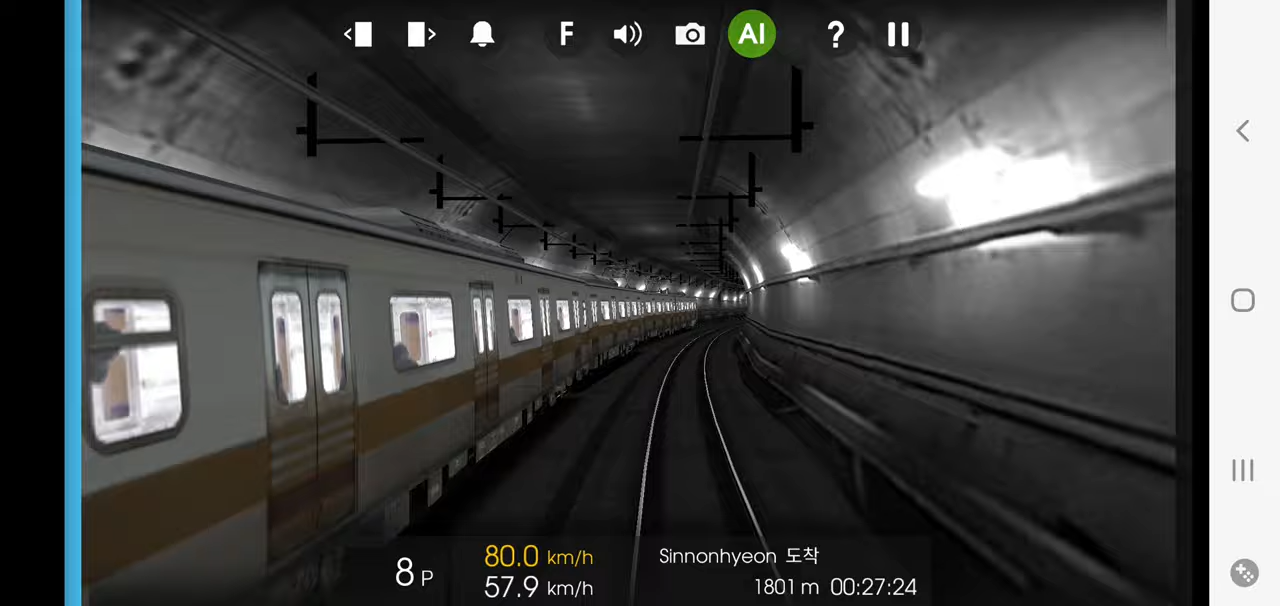 F AI ?
80.0 km/h
8 P
57.9 km/h
Sinnonhyeon 도착
1801 m 00:27:24